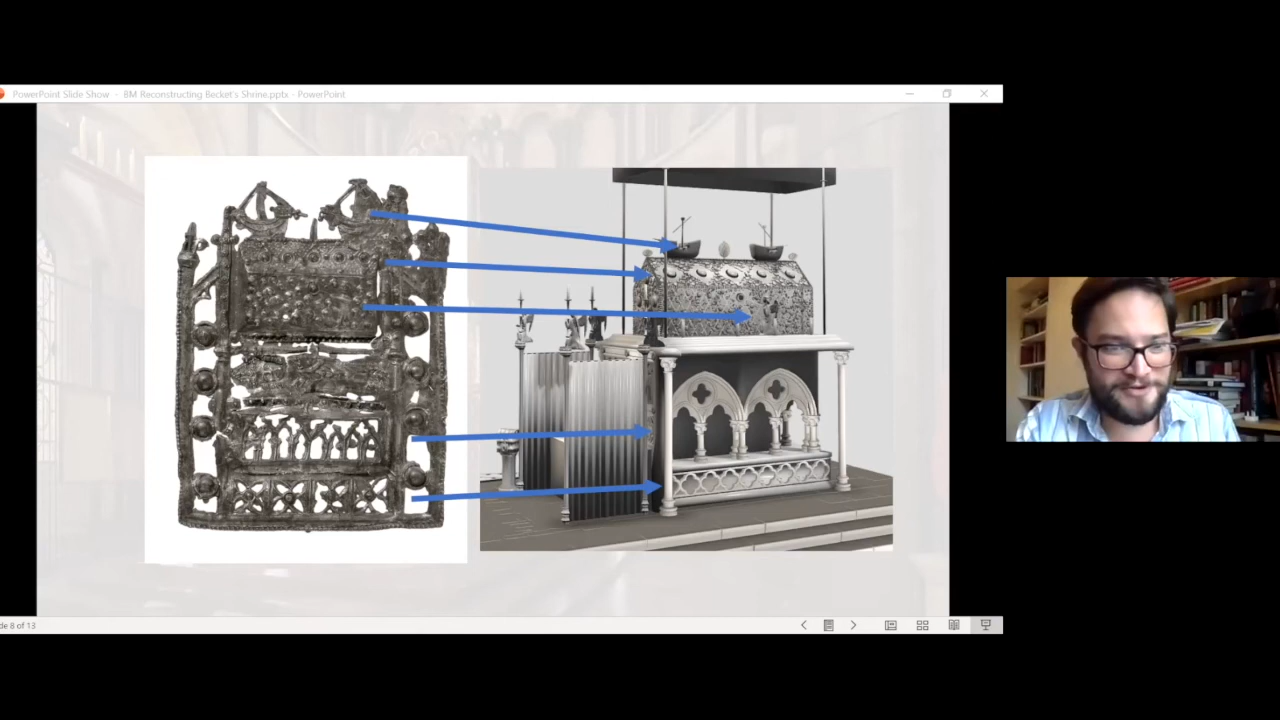 PowerPoint Slide Show - BM Reconstructing Becket's Shrine.pptx - PowerPoint
de 8 of 13